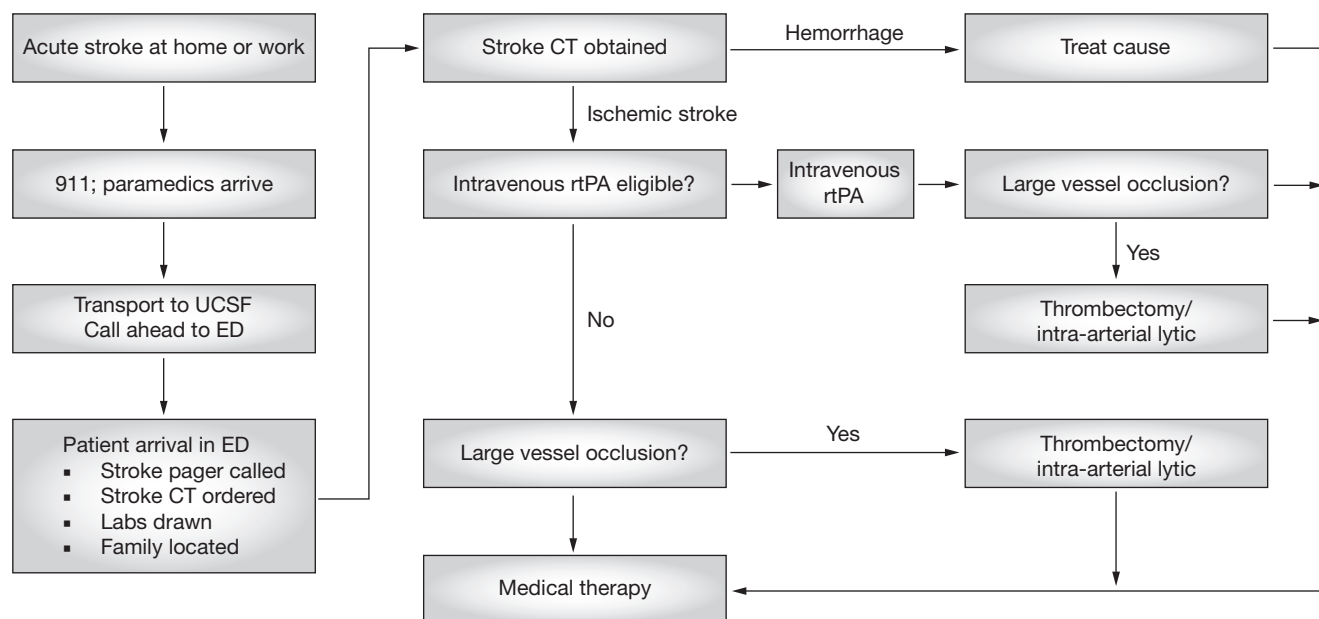 Acute stroke at home or work
911; paramedics arrive
Transport to UCSF
Call ahead to ED
Patient arrival in ED
▪ Stroke pager called
▪ Stroke CT ordered
▪ Labs drawn
▪ Family located
Stroke CT obtained
Hemorrhage
Treat cause
Ischemic stroke
Intravenous rtPA eligible?
Intravenous
rtPA
Large vessel occlusion?
Yes
Thrombectomy/
intra-arterial lytic
No
Large vessel occlusion?
Yes
Thrombectomy/
intra-arterial lytic
Medical therapy